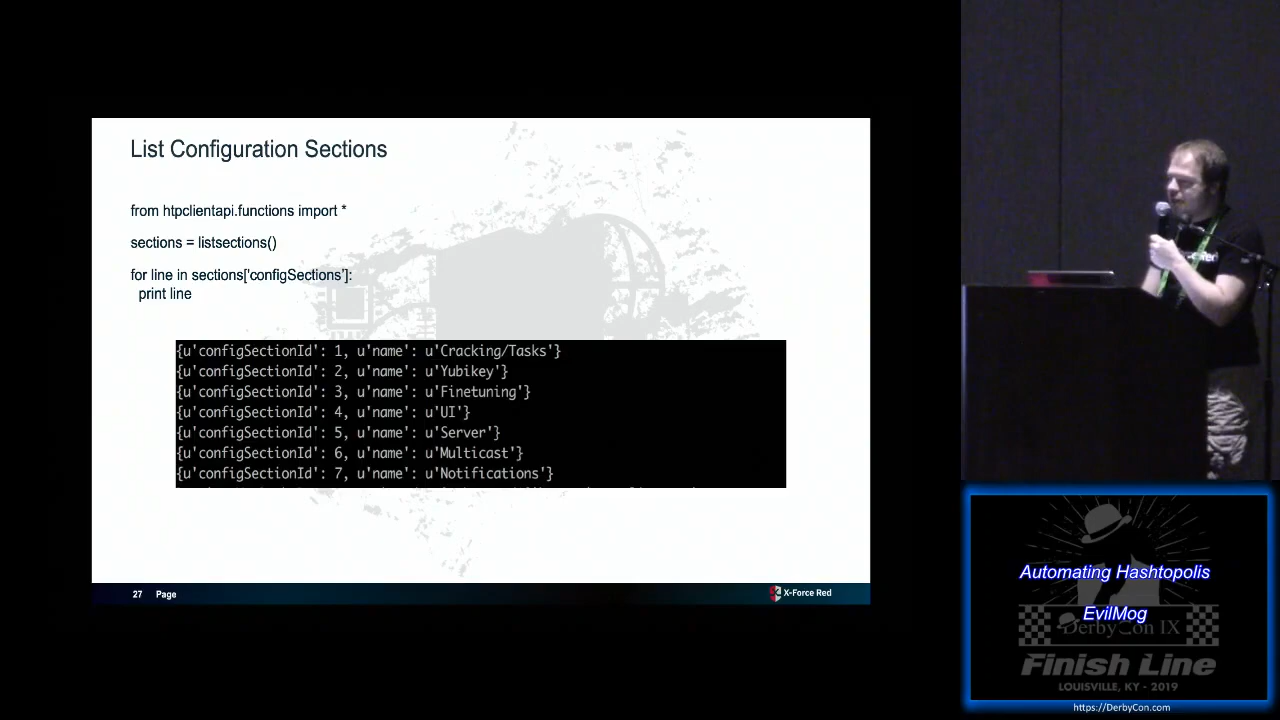 List Configuration Sections
from htpclientapi.functions import *
sections = listsections()
for line in sections['configSections']:
print line
{u'configSectionId': 1, u'name': u'Cracking/Tasks'}
{u'configSectionId': 2, u'name': u'Yubikey'}
{u'configSectionId': 3, u'name': u'Finetuning'}
{u'configSectionId': 4, u'name': u'UI'}
{u'configSectionId': 5, u'name': u'Server'}
{u'configSectionId': 6, u'name': u'Multicast'}
{u'configSectionId': 7, u'name': u'Notifications'}
27 Page
X-Force Red
Automating Hashtopolis
EvilMog
DerbyCon IX
Finish Line
LOUISVILLE, KY - 2019
https://DerbyCon.com